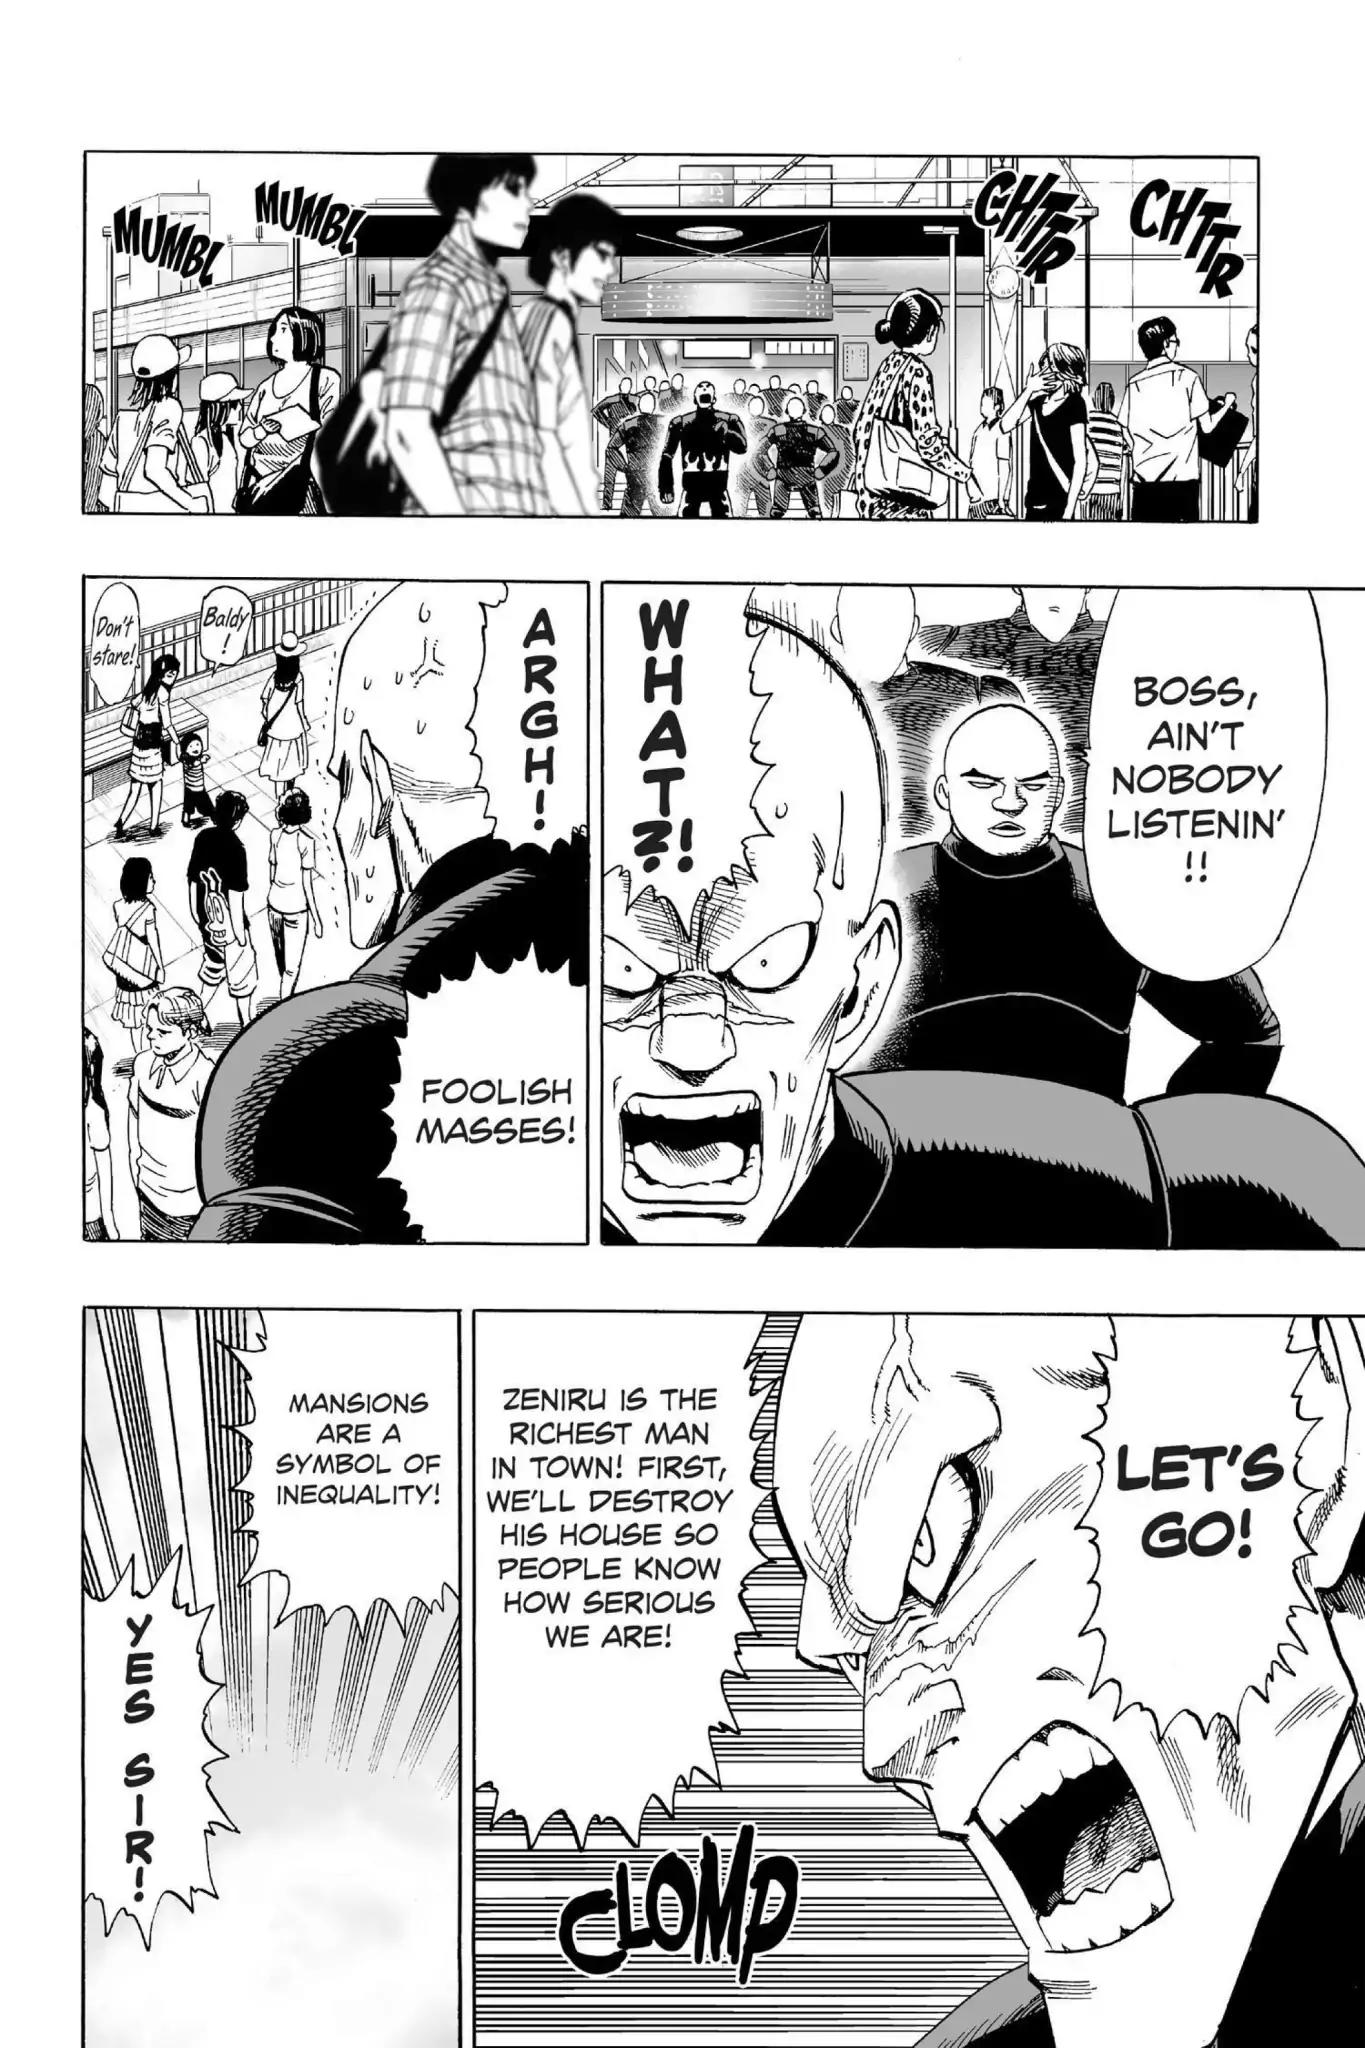 MUMBL
MUMBL
CHTTR
CHTTR
BOSS,
AIN'T
NOBODY
LISTENIN'
!!
WHAT?!
ARGH!
FOOLISH
MASSES!
Baldy
!
Don't
stare!
LET'S
GO!
ZENIRU IS THE
RICHEST MAN
IN TOWN! FIRST,
WE'LL DESTROY
HIS HOUSE SO
PEOPLE KNOW
HOW SERIOUS
WE ARE!
CLOMP
MANSIONS
ARE A
SYMBOL OF
INEQUALITY!
YES SIR!